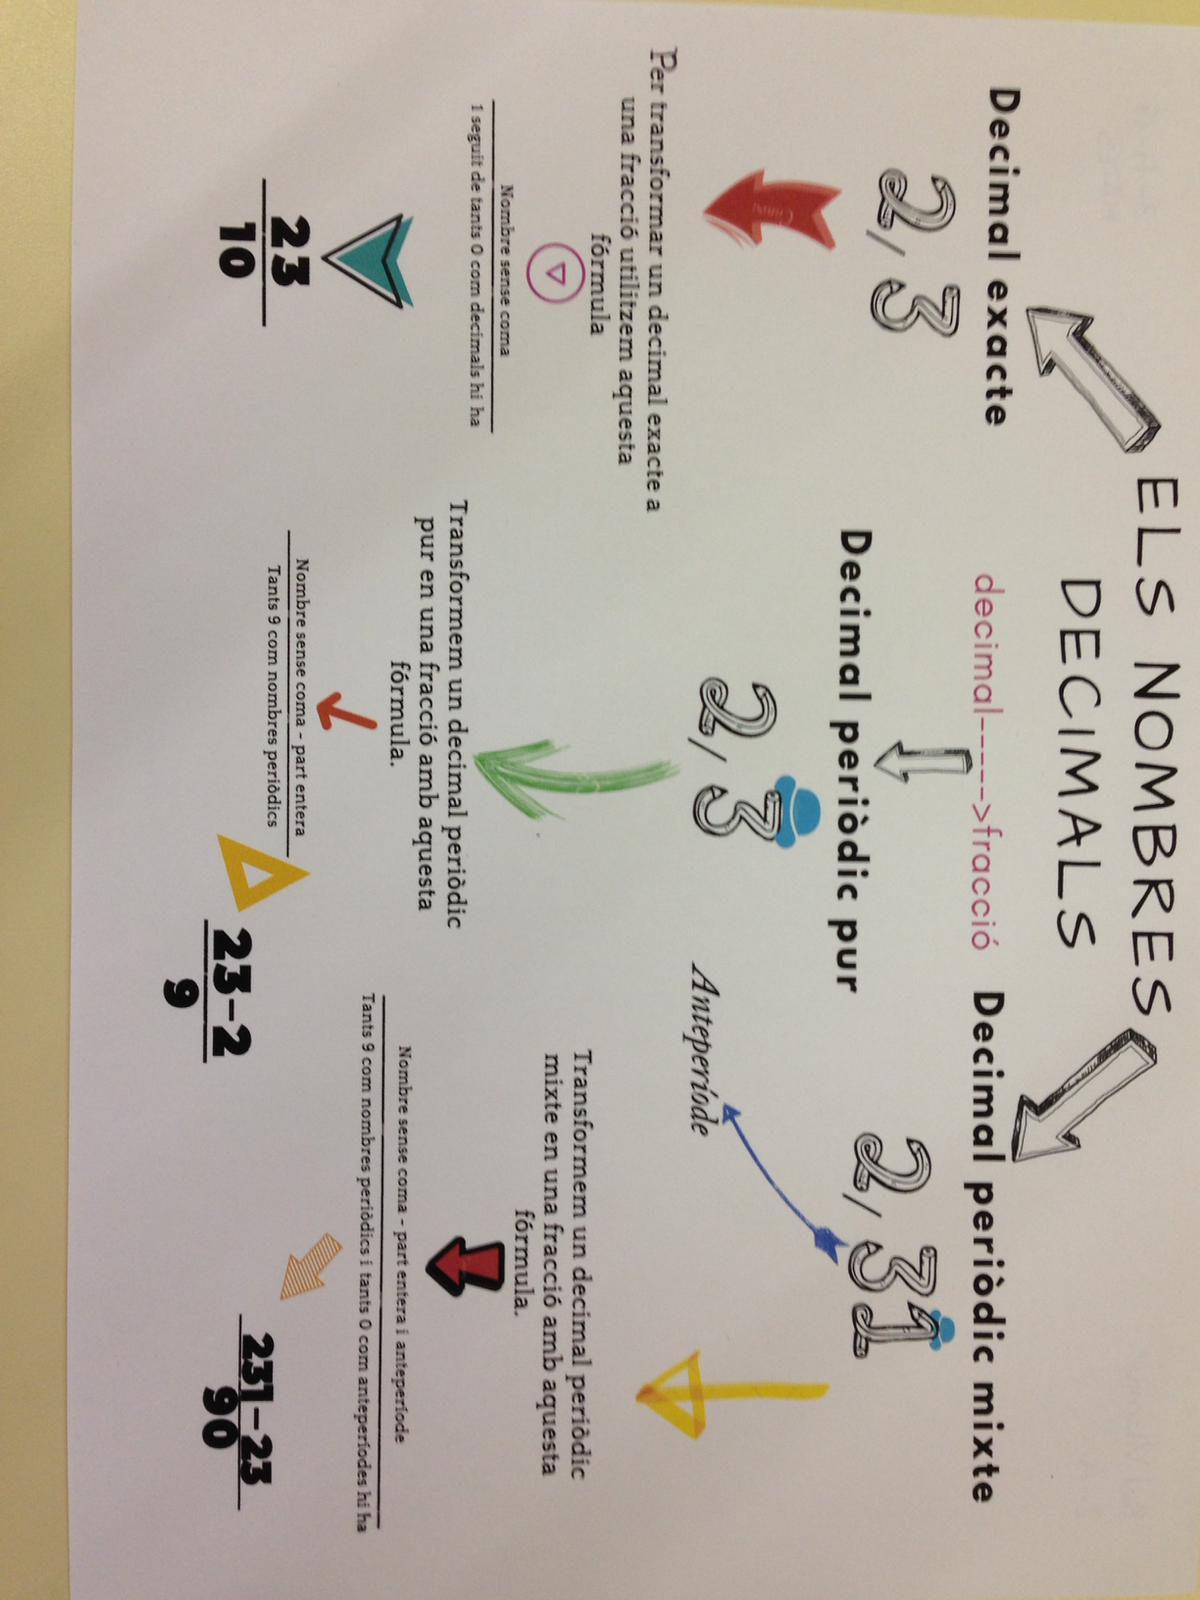 ELS NOMBRES
DECIMALS
decimal---->fracció
Decimal exacte
2,3
Per transformar un decimal exacte a
una fracció utilitzem aquesta
fórmula
Nombre sense coma
1 seguit de tants 0 com decimals hi ha
23
10
Decimal periòdic pur
2,3
Transformem un decimal periòdic
pur en una fracció amb aquesta
fórmula.
Nombre sense coma - part entera
Tants 9 com nombres periòdics
23-2
9
Decimal periòdic mixte
2,31
Anteperíode
Transformem un decimal periòdic
mixte en una fracció amb aquesta
fórmula.
Nombre sense coma - part entera i anteperíode
Tants 9 com nombres periòdics i tants 0 com anteperíodes hi ha
231-23
90